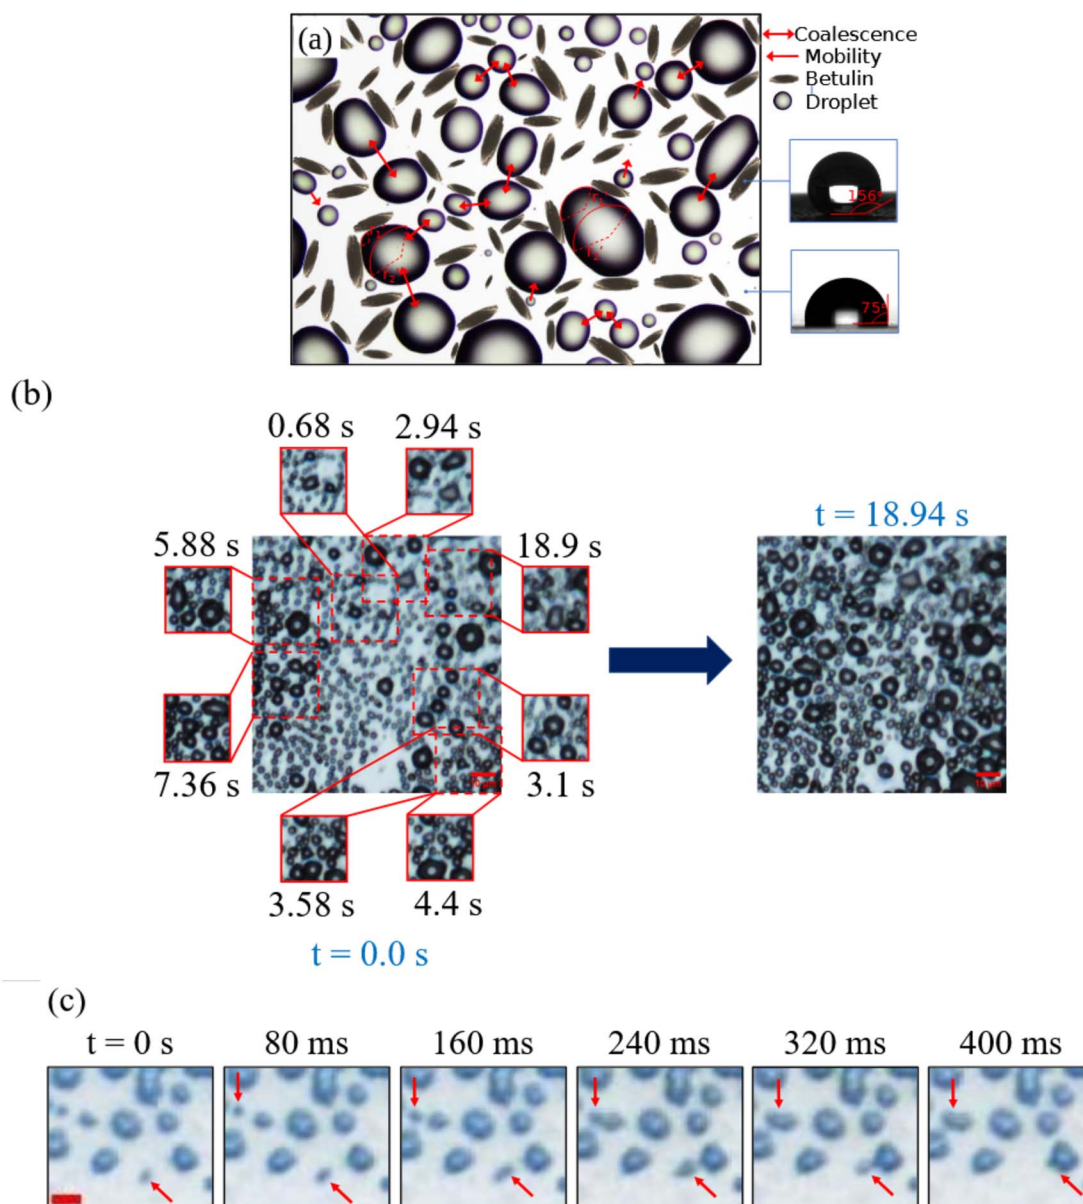 (a)
Coalescence
Mobility
Betulin
Droplet
156°
75°
(b)
0.68 s
2.94 s
5.88 s
18.9 s
7.36 s
3.1 s
3.58 s
4.4 s
t = 0.0 s
t = 18.94 s
(c)
t = 0 s
80 ms
160 ms
240 ms
320 ms
400 ms